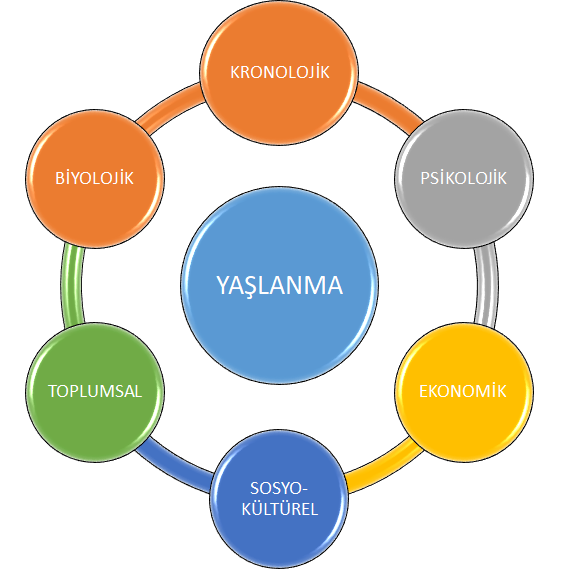 KRONOLOJİK
PSİKOLOJİK
EKONOMİK
SOSYO-
KÜLTÜREL
TOPLUMSAL
BİYOLOJİK
YAŞLANMA